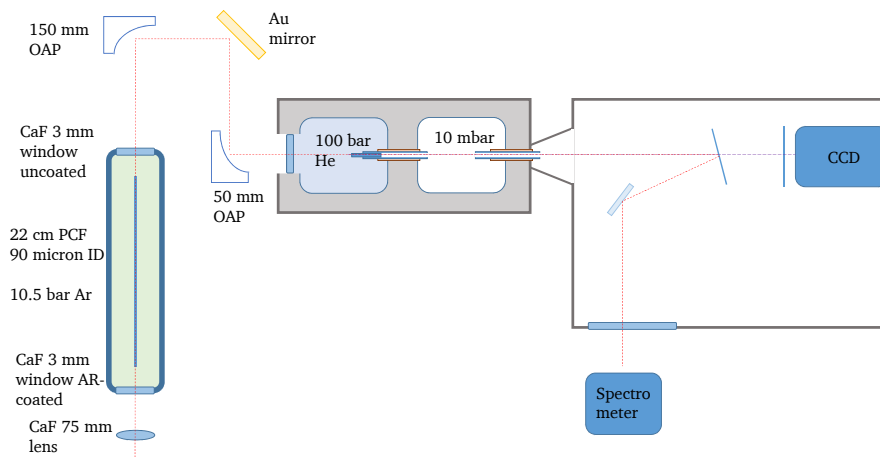 150 mm
OAP
Au
mirror
CaF 3 mm
window
uncoated
100 bar
He
10 mbar
CCD
50 mm
OAP
22 cm PCF
90 micron ID
10.5 bar Ar
CaF 3 mm
window AR-
coated
Spectro
meter
CaF 75 mm
lens